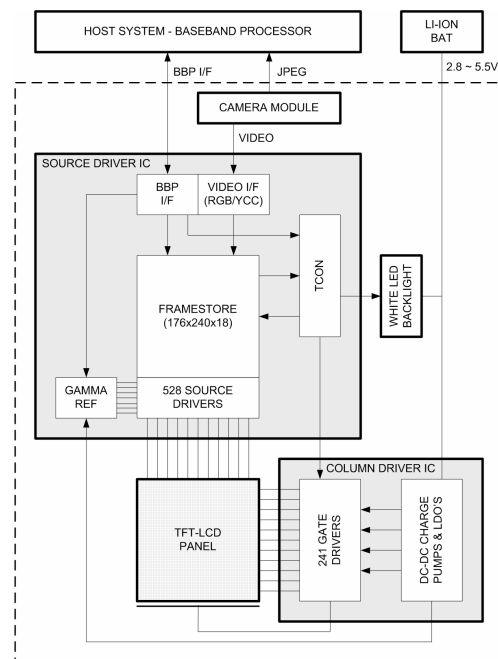 HOST SYSTEM - BASEBAND PROCESSOR
LI-ION
BAT
BBP I/F
JPEG
2.8 ~ 5.5V
CAMERA MODULE
VIDEO
SOURCE DRIVER IC
BBP
I/F
VIDEO I/F
(RGB/YCC)
TCON
WHITE LED
BACKLIGHT
FRAMESTORE
(176x240x18)
GAMMA
REF
528 SOURCE
DRIVERS
COLUMN DRIVER IC
TFT-LCD
PANEL
241 GATE
DRIVERS
DC-DC CHARGE
PUMPS & LDO'S